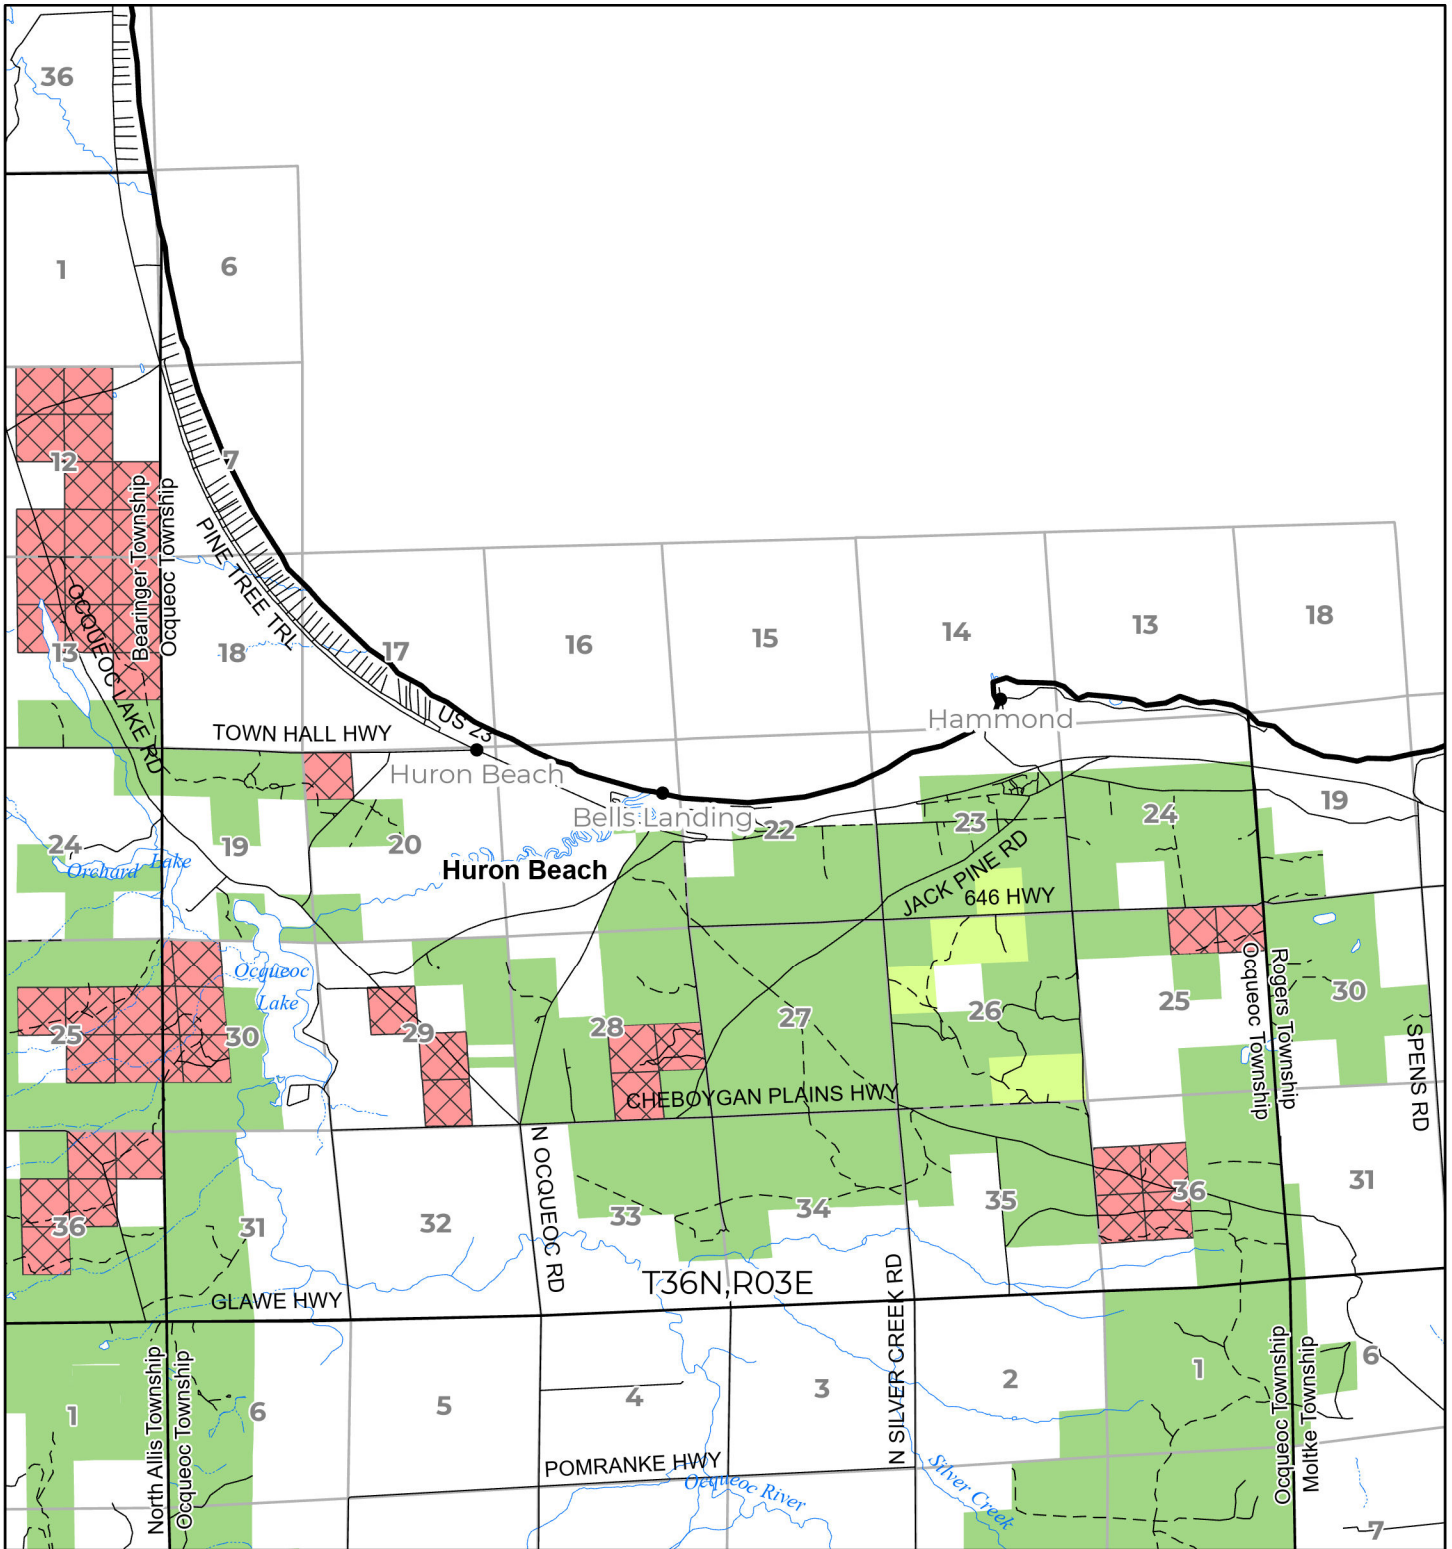 36
1
6
12
7
Bearinger Township
Ocqueoc Township
PINE TREE TRL
OCQUEOC LAKE RD
13
18
17
16
15
14
13
18
US 23
TOWN HALL HWY
Hammond
Huron Beach
Bells Landing
22
23
24
19
24
19
20
Orchard Lake
Huron Beach
JACK PINE RD
646 HWY
Ocqueoc
Lake
25
30
29
28
27
26
25
30
Ocqueoc Township
Rogers Township
SPENS RD
CHEBOYGAN PLAINS HWY
N OCQUEOC RD
36
31
32
33
34
35
36
31
T36N,R03E
GLAWE HWY
N SILVER CREEK RD
North Allis Township
Ocqueoc Township
1
6
5
4
3
2
1
6
Ocqueoc Township
Moltke Township
POMRANKE HWY
Ocqueoc River
Silver Creek
7